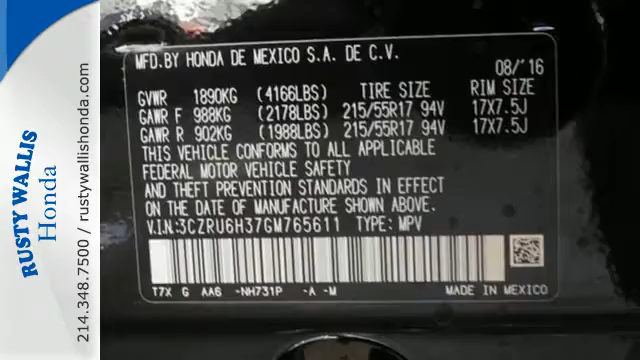 RUSTY WALLIS
Honda
214.348.7500 / rustywallishonda.com
MFD.BY HONDA DE MEXICO S.A. DE C.V.
08/'16
GVWR 1890KG (4166LBS) TIRE SIZE RIM SIZE
GAWR F 988KG (2178LBS) 215/55R17 94V 17X7.5J
GAWR R 902KG (1988LBS) 215/55R17 94V 17X7.5J
THIS VEHICLE CONFORMS TO ALL APPLICABLE
FEDERAL MOTOR VEHICLE SAFETY
AND THEFT PREVENTION STANDARDS IN EFFECT
ON THE DATE OF MANUFACTURE SHOWN ABOVE.
V.I.N:3CZRU6H37GM765611 TYPE: MPV
T7X G AA6 -NH731P -A -M MADE IN MEXICO